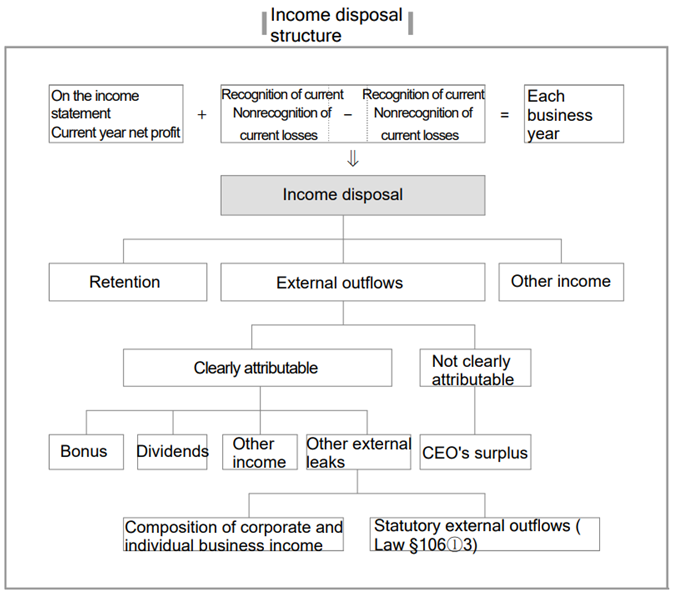 Income disposal
structure
On the income
statement
Current year net profit
+
Recognition of current
Nonrecognition of
current losses
−
Recognition of current
Nonrecognition of
current losses
=
Each
business
year
⇓
Income disposal
Retention
External outflows
Other income
Clearly attributable
Not clearly
attributable
Bonus
Dividends
Other
income
Other external
leaks
CEO's surplus
Composition of corporate and
individual business income
Statutory external outflows (
Law §106①3)